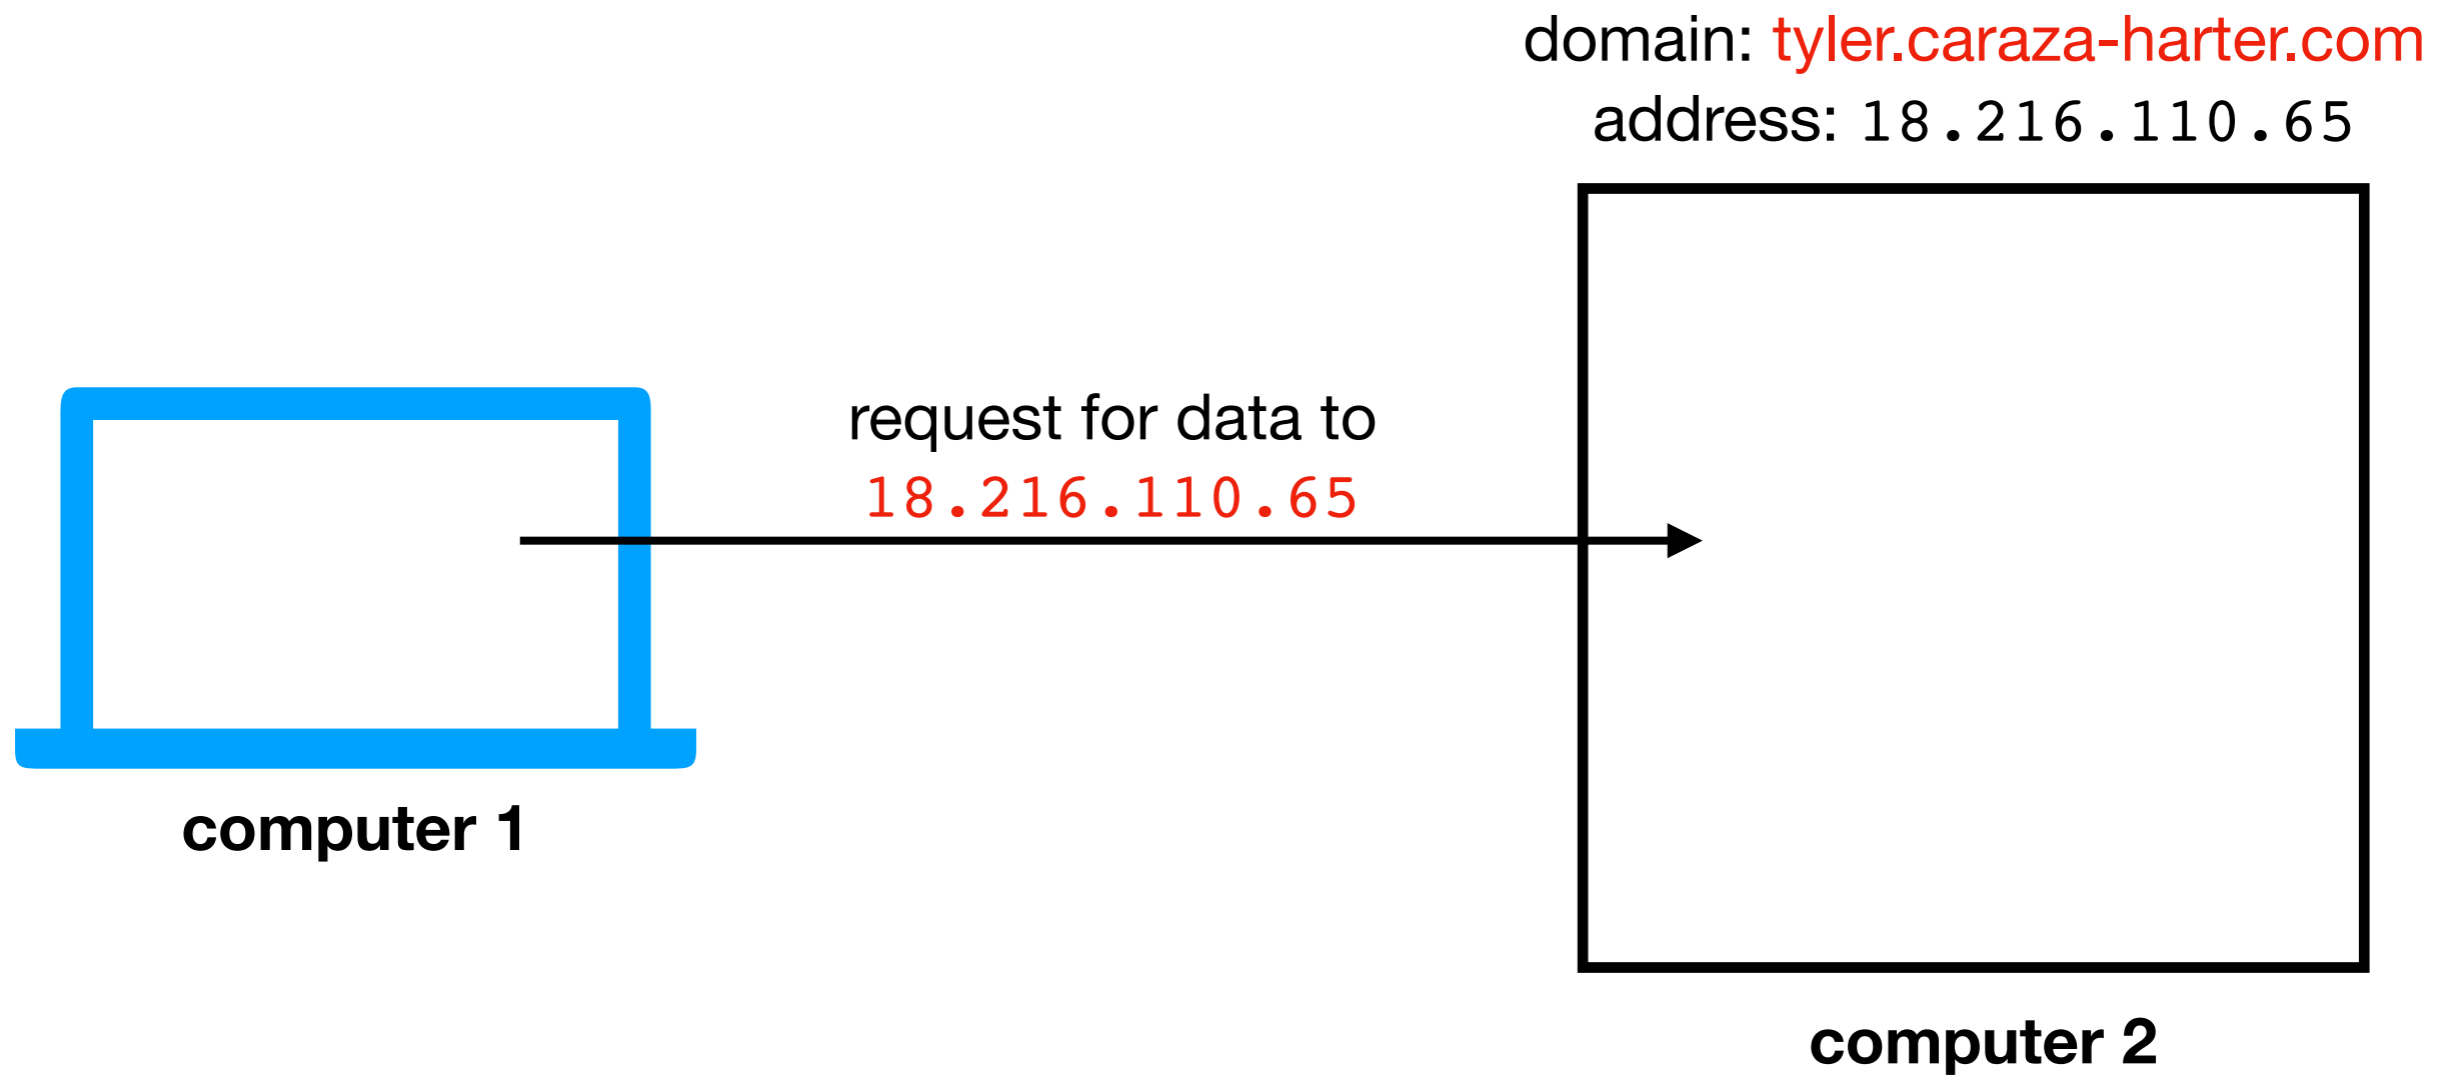 domain: tyler.caraza-harter.com
address: 18.216.110.65
request for data to
18.216.110.65
computer 1
computer 2